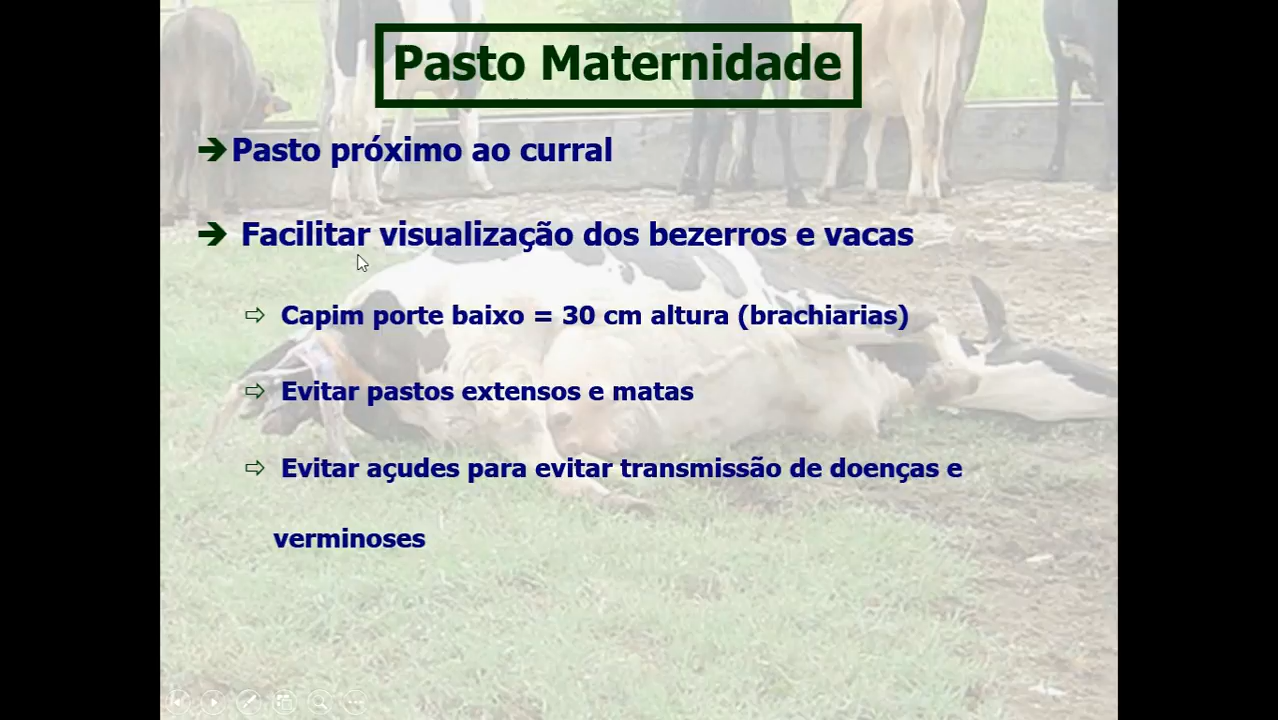 Pasto Maternidade
➔Pasto próximo ao curral
➔ Facilitar visualização dos bezerros e vacas
⇨ Capim porte baixo = 30 cm altura (brachiarias)
⇨ Evitar pastos extensos e matas
⇨ Evitar açudes para evitar transmissão de doenças e
verminoses